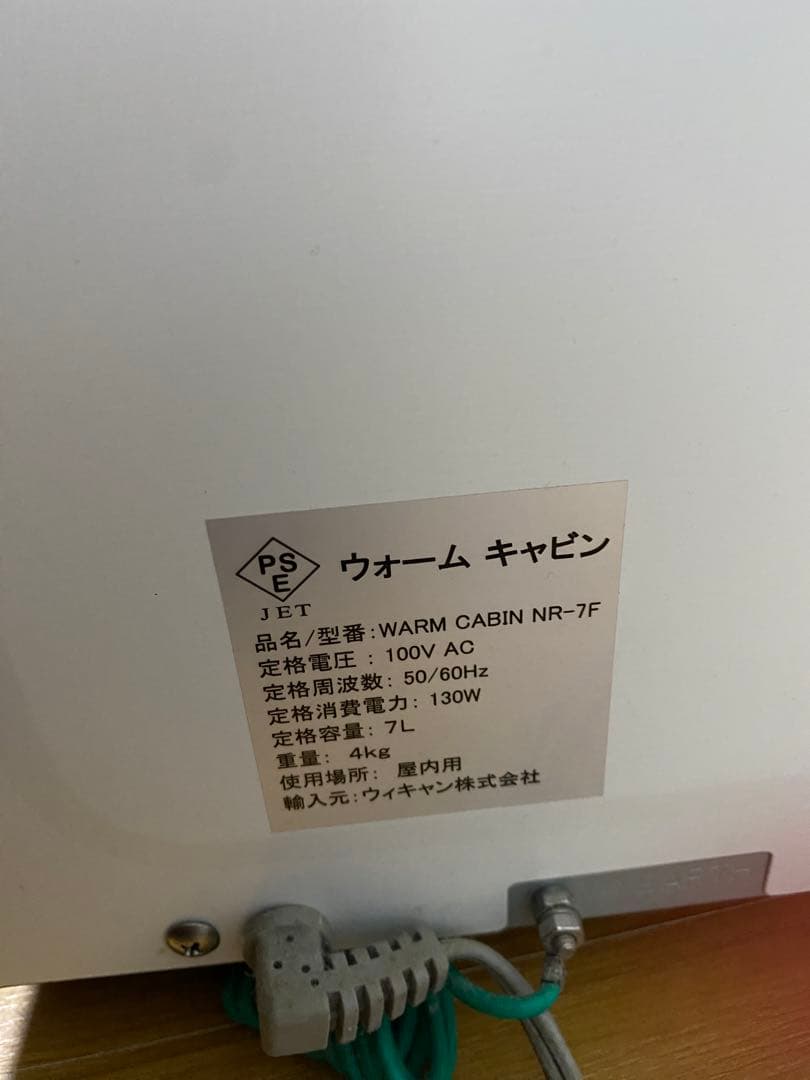 PS
E
JET
ウォーム キャビン
品名/型番:WARM CABIN NR-7F
定格電圧 : 100V AC
定格周波数: 50/60Hz
定格消費電力: 130W
定格容量: 7L
重量: 4kg
使用場所: 屋内用
輸入元:ウィキャン株式会社